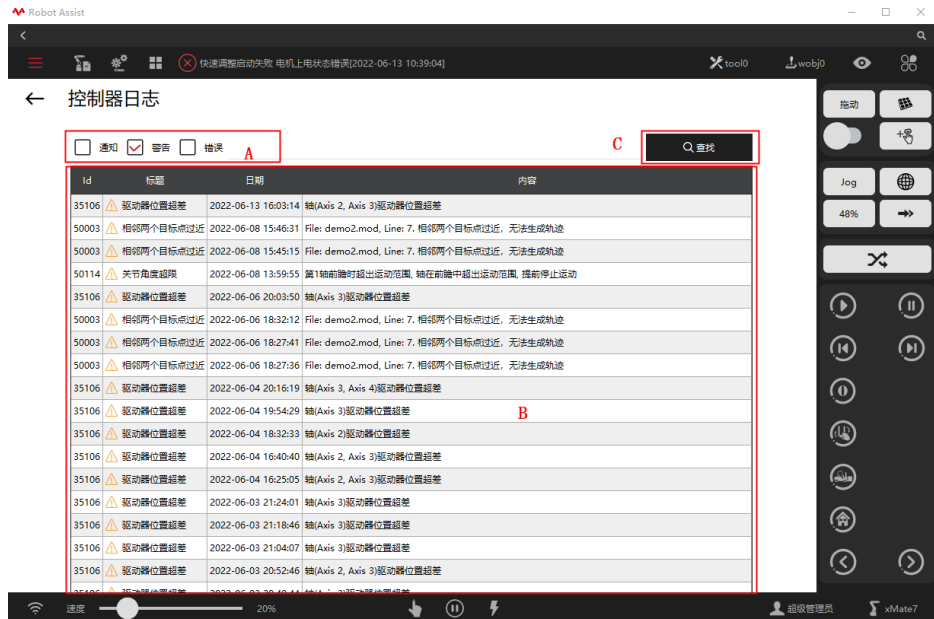 Robot Assist
快速调整启动失败 电机上电状态错误[2022-06-13 10:39:04]
tool0
wobj0
控制器日志
通知 警告 错误
A
C
查找
Id 标题 日期 内容
35106 驱动器位置超差 2022-06-13 16:03:14 轴(Axis 2, Axis 3)驱动器位置超差
50003 相邻两个目标点过近 2022-06-08 15:46:31 File: demo2.mod, Line: 7. 相邻两个目标点过近，无法生成轨迹
50003 相邻两个目标点过近 2022-06-08 15:45:15 File: demo2.mod, Line: 7. 相邻两个目标点过近，无法生成轨迹
50114 关节角度超限 2022-06-08 13:59:55 第1轴前瞻时超出运动范围, 轴在前瞻中超出运动范围, 提前停止运动
35106 驱动器位置超差 2022-06-06 20:03:50 轴(Axis 3)驱动器位置超差
50003 相邻两个目标点过近 2022-06-06 18:32:12 File: demo2.mod, Line: 7. 相邻两个目标点过近，无法生成轨迹
50003 相邻两个目标点过近 2022-06-06 18:27:41 File: demo2.mod, Line: 7. 相邻两个目标点过近，无法生成轨迹
50003 相邻两个目标点过近 2022-06-06 18:27:36 File: demo2.mod, Line: 7. 相邻两个目标点过近，无法生成轨迹
35106 驱动器位置超差 2022-06-04 20:16:19 轴(Axis 3, Axis 4)驱动器位置超差
35106 驱动器位置超差 2022-06-04 19:54:29 轴(Axis 3)驱动器位置超差
B
35106 驱动器位置超差 2022-06-04 18:32:33 轴(Axis 2)驱动器位置超差
35106 驱动器位置超差 2022-06-04 16:40:40 轴(Axis 2, Axis 3)驱动器位置超差
35106 驱动器位置超差 2022-06-04 16:25:05 轴(Axis 2, Axis 3)驱动器位置超差
35106 驱动器位置超差 2022-06-03 21:24:01 轴(Axis 3)驱动器位置超差
35106 驱动器位置超差 2022-06-03 21:18:46 轴(Axis 3)驱动器位置超差
35106 驱动器位置超差 2022-06-03 21:04:07 轴(Axis 3)驱动器位置超差
35106 驱动器位置超差 2022-06-03 20:52:46 轴(Axis 2, Axis 3)驱动器位置超差
拖动
Jog
48%
速度 20%
超级管理员
xMate7